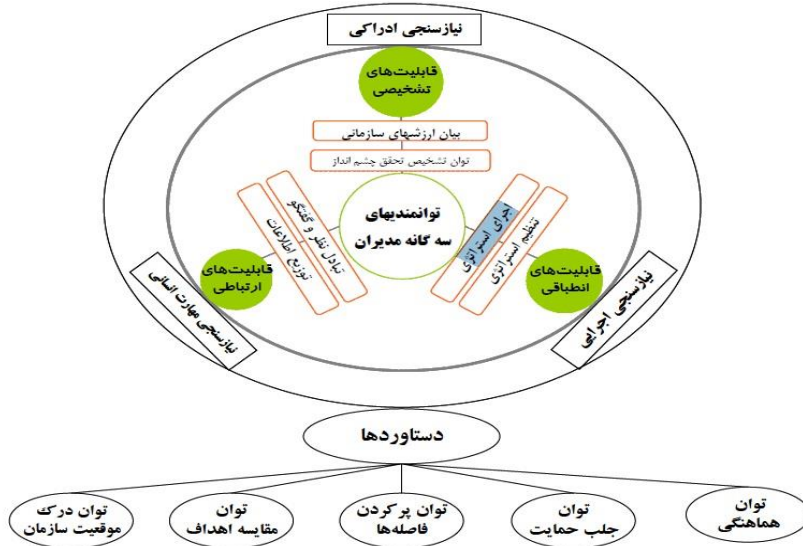 نیازسنجی ادراکی
قابلیت‌های
تشخیصی
بیان ارزشهای سازمانی
توان تشخیص تحقق چشم انداز
توانمندیهای
سه گانه مدیران
اجرای استراتژی
تنظیم استراتژی
قابلیت‌های
انطباقی
نیازسنجی اجرایی
تبادل نظر و گفتگو
توزیع اطلاعات
قابلیت‌های
ارتباطی
نیازسنجی مهارت انسانی
دستاوردها
توان
هماهنگی
توان
جلب حمایت
توان پرکردن
فاصله‌ها
توان
مقایسه اهداف
توان درک
موقعیت سازمان